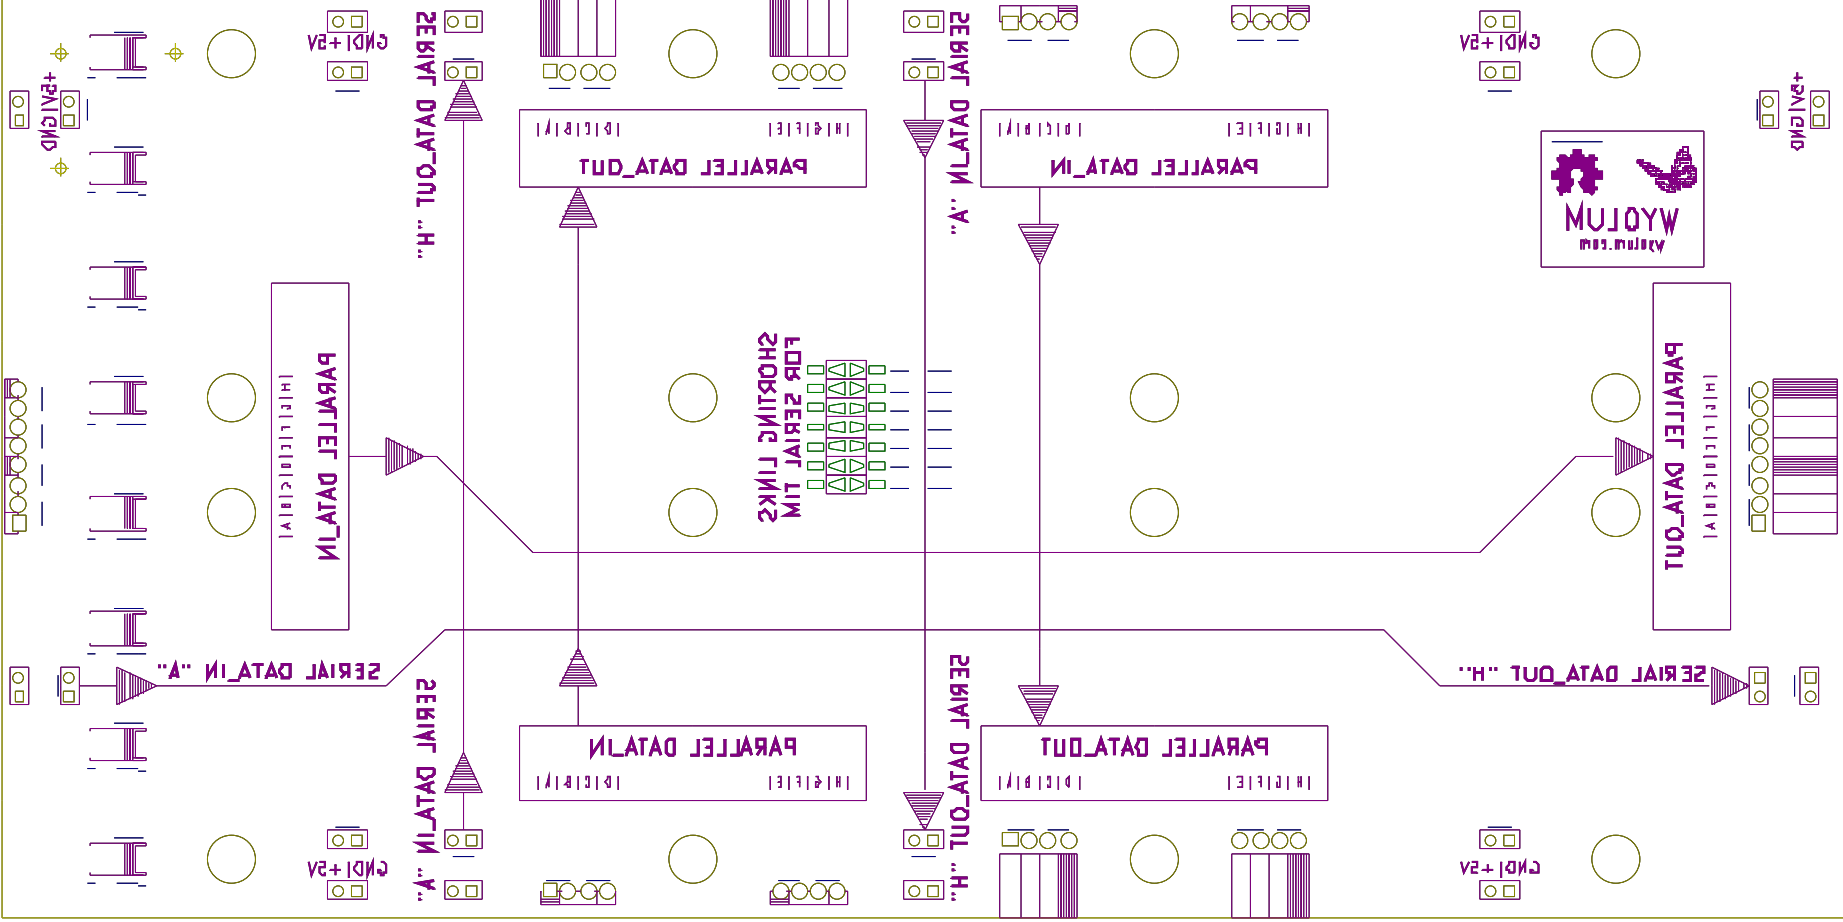 GND|+5V
SERIAL DATA_OUT "H"
SERIAL DATA_IN "A"
GND|+5V
+5V|GND
+5V|GND
|H|G|F|E| |D|C|B|A|
PARALLEL DATA_OUT
|H|G|F|E| |D|C|B|A|
PARALLEL DATA_IN
WYOLUM
wyolum.com
PARALLEL DATA_IN
|H|G|F|E|D|C|B|A|
SHORTING LINKS
FOR SERIAL TIM
PARALLEL DATA_OUT
|H|G|F|E|D|C|B|A|
SERIAL DATA_IN "A"
SERIAL DATA_OUT "H"
SERIAL DATA_IN "A"
PARALLEL DATA_IN
|H|G|F|E| |D|C|B|A|
SERIAL DATA_OUT "H"
PARALLEL DATA_OUT
|H|G|F|E| |D|C|B|A|
GND|+5V
GND|+5V